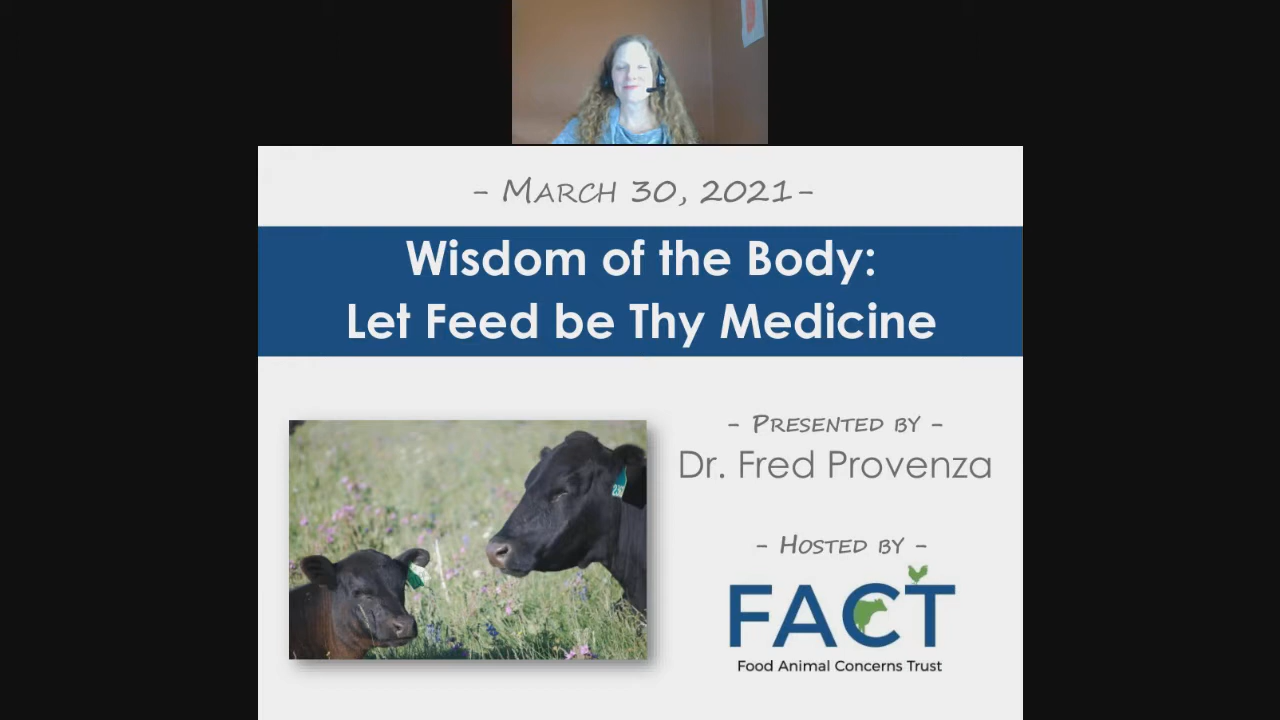 - MARCH 30, 2021-
Wisdom of the Body:
Let Feed be Thy Medicine
- PRESENTED BY -
Dr. Fred Provenza
- HOSTED BY -
FACT
Food Animal Concerns Trust